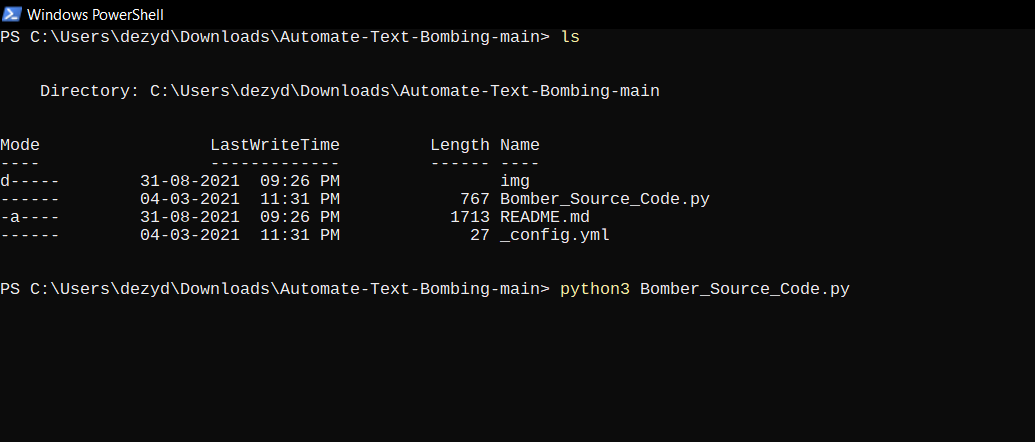 Windows PowerShell
PS C:\Users\dezyd\Downloads\Automate-Text-Bombing-main> ls
Directory: C:\Users\dezyd\Downloads\Automate-Text-Bombing-main
Mode                 LastWriteTime         Length Name
----                 -------------         ------ ----
d-----        31-08-2021  09:26 PM                img
------        04-03-2021  11:31 PM            767 Bomber_Source_Code.py
-a----        31-08-2021  09:26 PM           1713 README.md
------        04-03-2021  11:31 PM             27 _config.yml
PS C:\Users\dezyd\Downloads\Automate-Text-Bombing-main> python3 Bomber_Source_Code.py